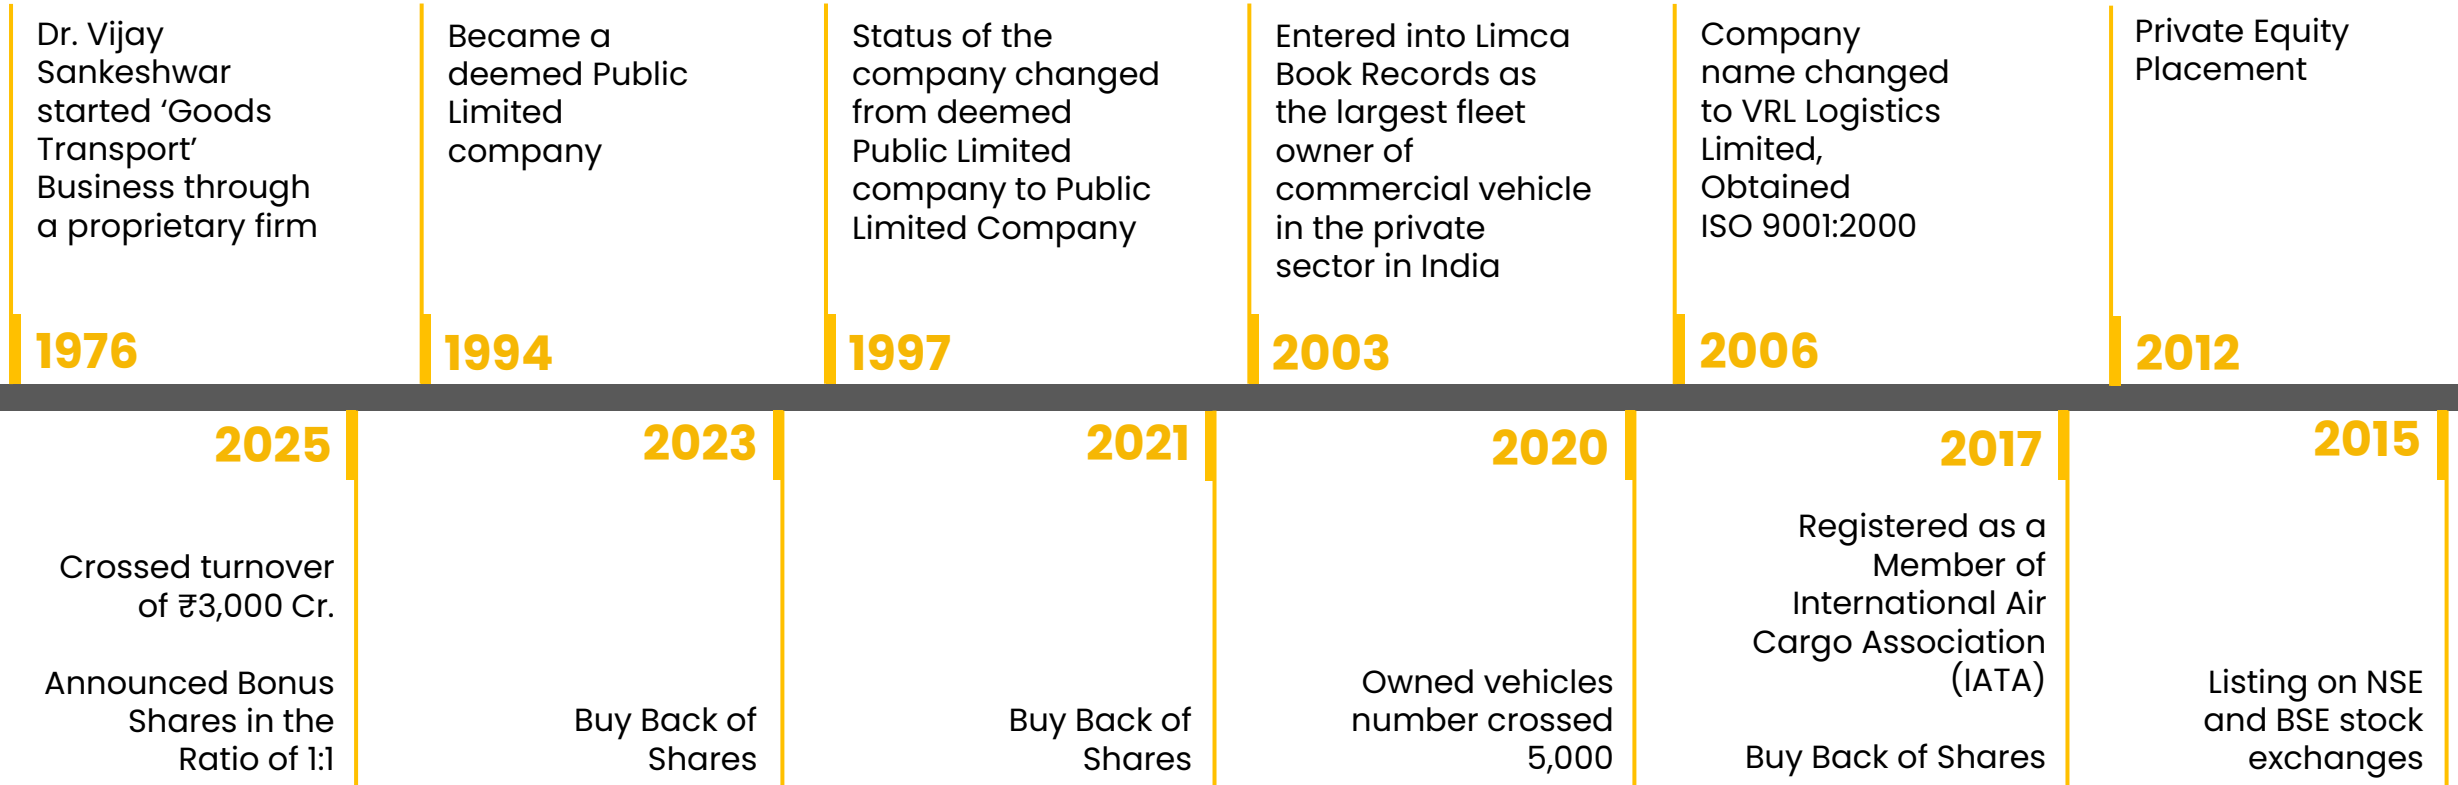 Dr. Vijay
Sankeshwar
started ‘Goods
Transport’
Business through
a proprietary firm
1976
Became a
deemed Public
Limited
company
1994
Status of the
company changed
from deemed
Public Limited
company to Public
Limited Company
1997
Entered into Limca
Book Records as
the largest fleet
owner of
commercial vehicle
in the private
sector in India
2003
Company
name changed
to VRL Logistics
Limited,
Obtained
ISO 9001:2000
2006
Private Equity
Placement
2012
2025
Crossed turnover
of ₹3,000 Cr.
Announced Bonus
Shares in the
Ratio of 1:1
2023
Buy Back of
Shares
2021
Buy Back of
Shares
2020
Owned vehicles
number crossed
5,000
2017
Registered as a
Member of
International Air
Cargo Association
(IATA)
Buy Back of Shares
2015
Listing on NSE
and BSE stock
exchanges